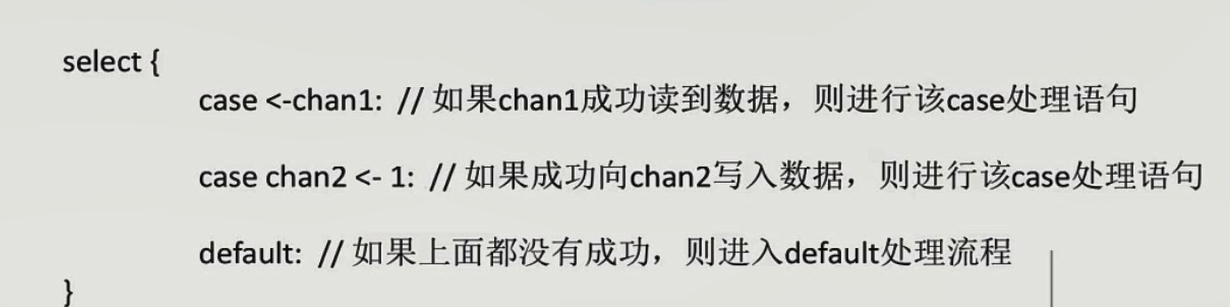 select {
case <-chan1: // 如果chan1成功读到数据，则进行该case处理语句
case chan2 <- 1: // 如果成功向chan2写入数据，则进行该case处理语句
default: // 如果上面都没有成功，则进入default处理流程
}